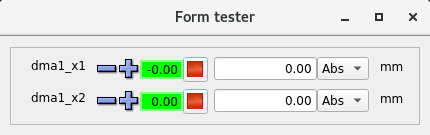 Form tester
dma1_x1 -0.00 0.00 Abs mm
dma1_x2 0.00 0.00 Abs mm